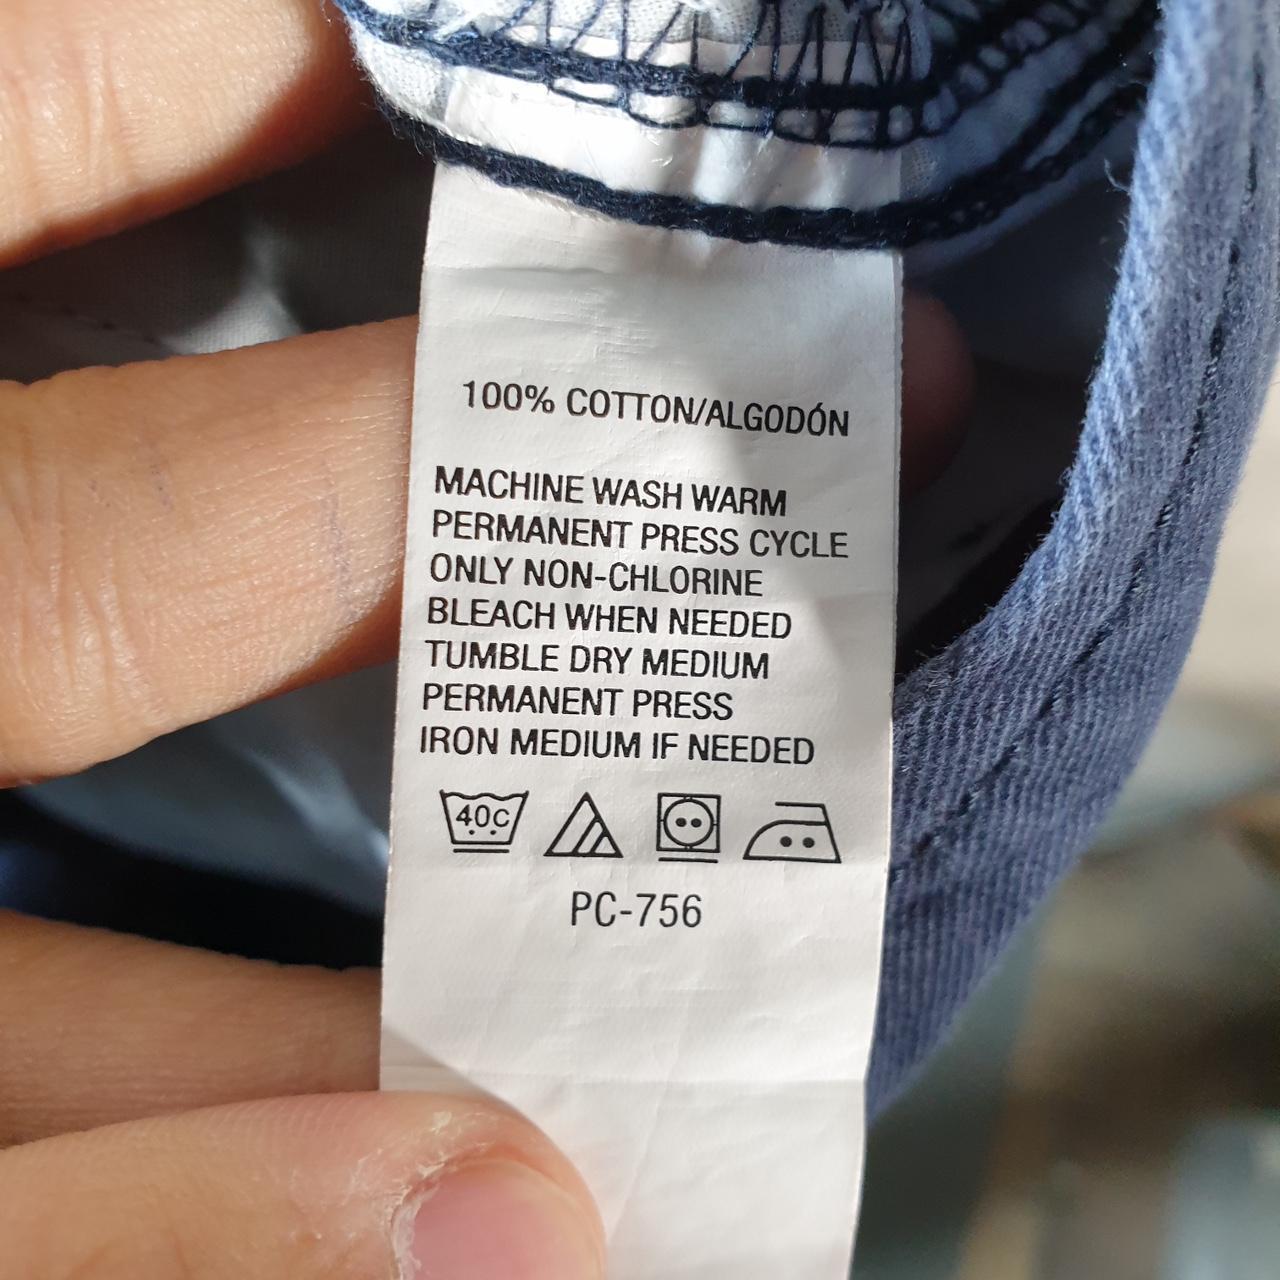 100% COTTON/ALGODÓN
MACHINE WASH WARM
PERMANENT PRESS CYCLE
ONLY NON-CHLORINE
BLEACH WHEN NEEDED
TUMBLE DRY MEDIUM
PERMANENT PRESS
IRON MEDIUM IF NEEDED
40C
PC-756